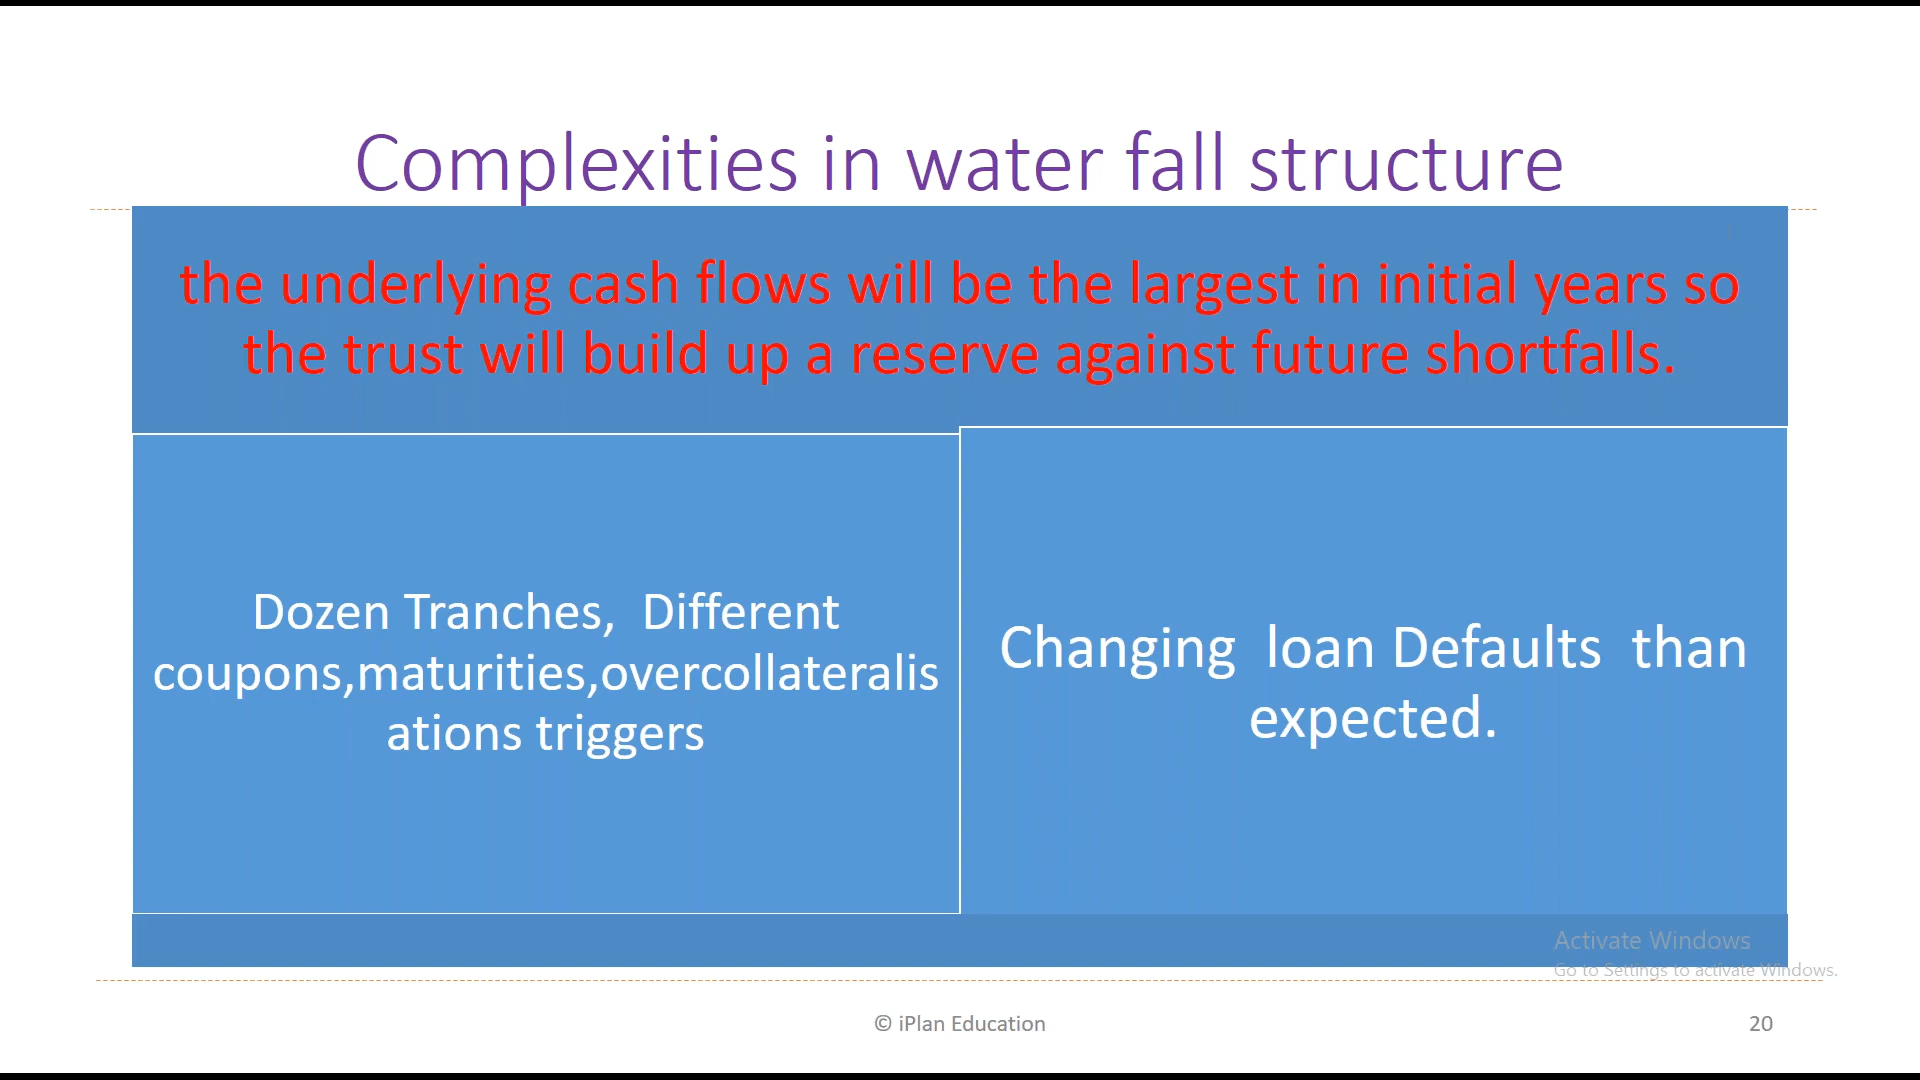 Complexities in water fall structure
the underlying cash flows will be the largest in initial years so
the trust will build up a reserve against future shortfalls.
Dozen Tranches,  Different
coupons,maturities,overcollateralis
ations triggers
Changing  loan Defaults  than
expected.
Activate Windows
Go to Settings to activate Windows.
© iPlan Education
20